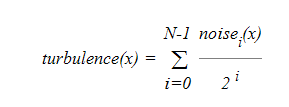 N-1 noise_i(x)
turbulence(x) = Σ
i=0 2^i